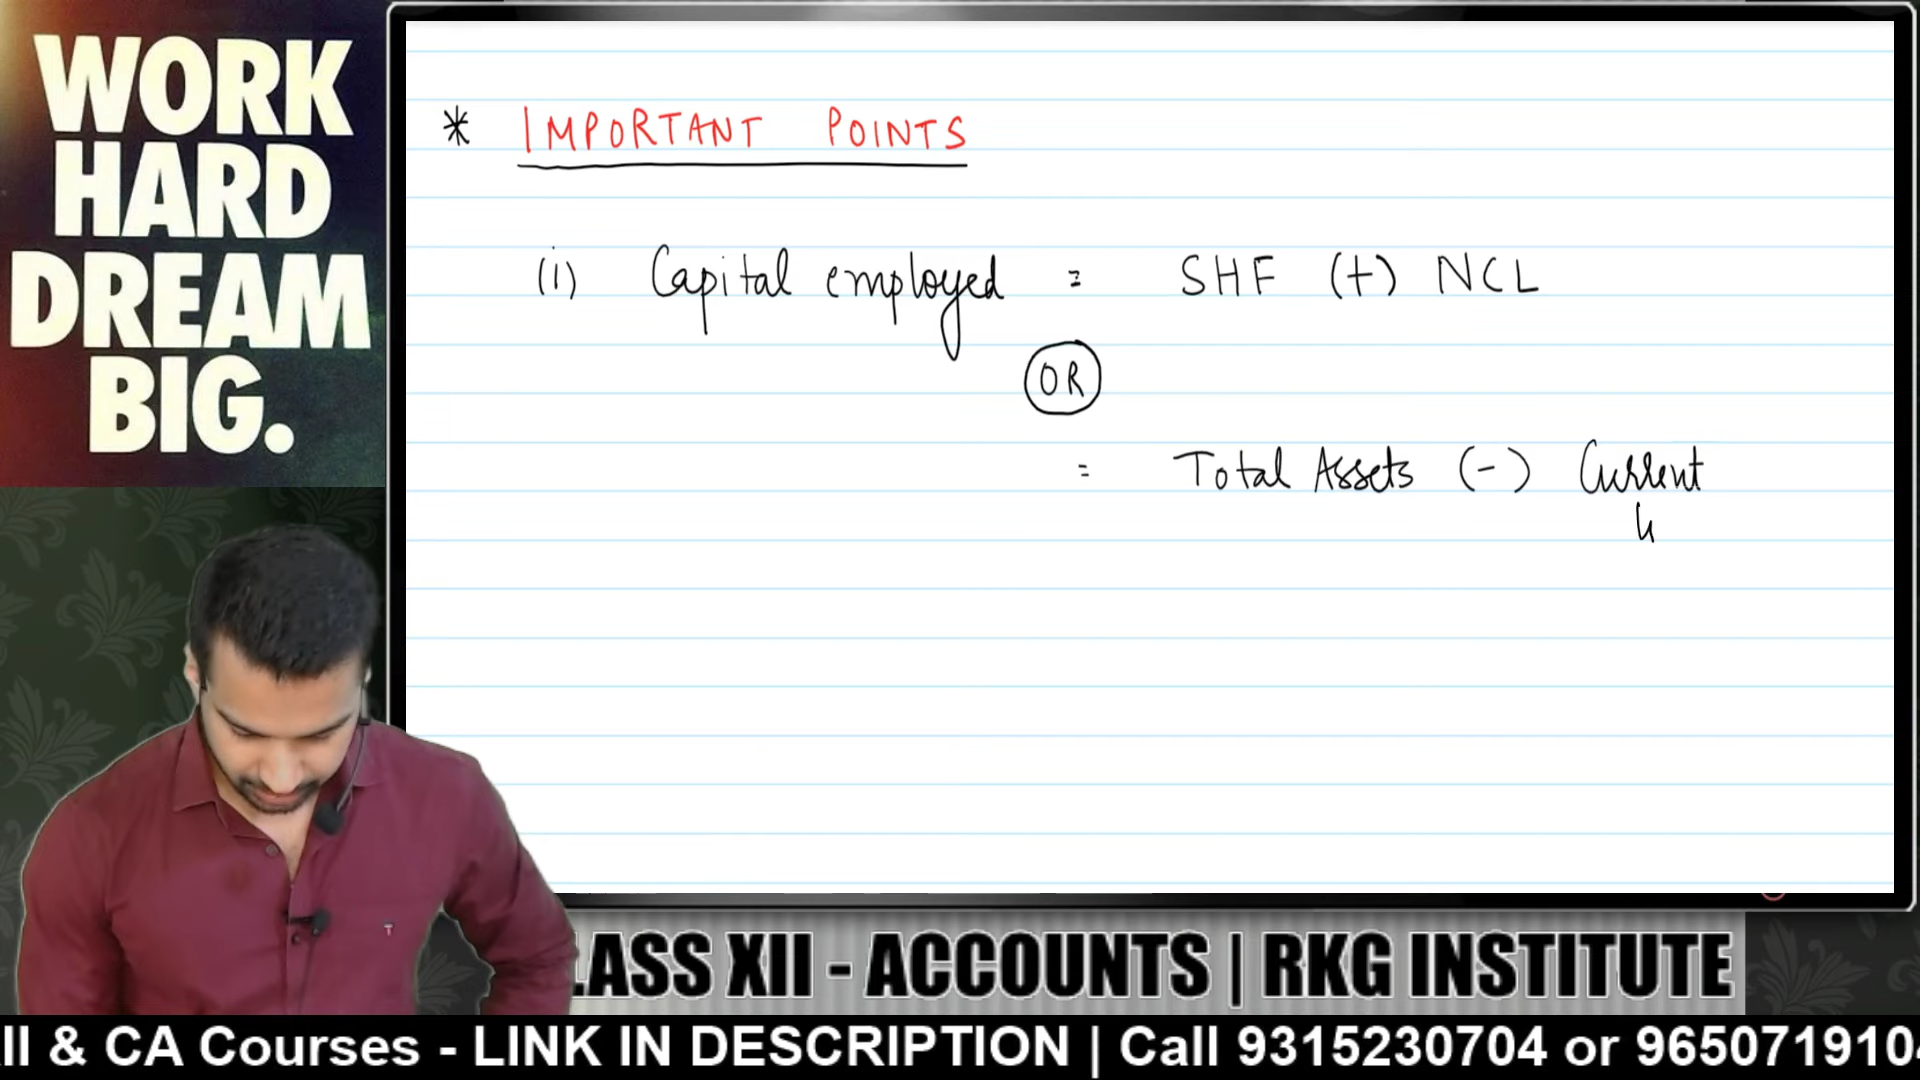 WORK
HARD
DREAM
BIG.
* IMPORTANT POINTS
(i) Capital employed = SHF (+) NCL
OR
= Total Assets (-) Current
LASS XII - ACCOUNTS | RKG INSTITUTE
II & CA Courses - LINK IN DESCRIPTION | Call 9315230704 or 965071910